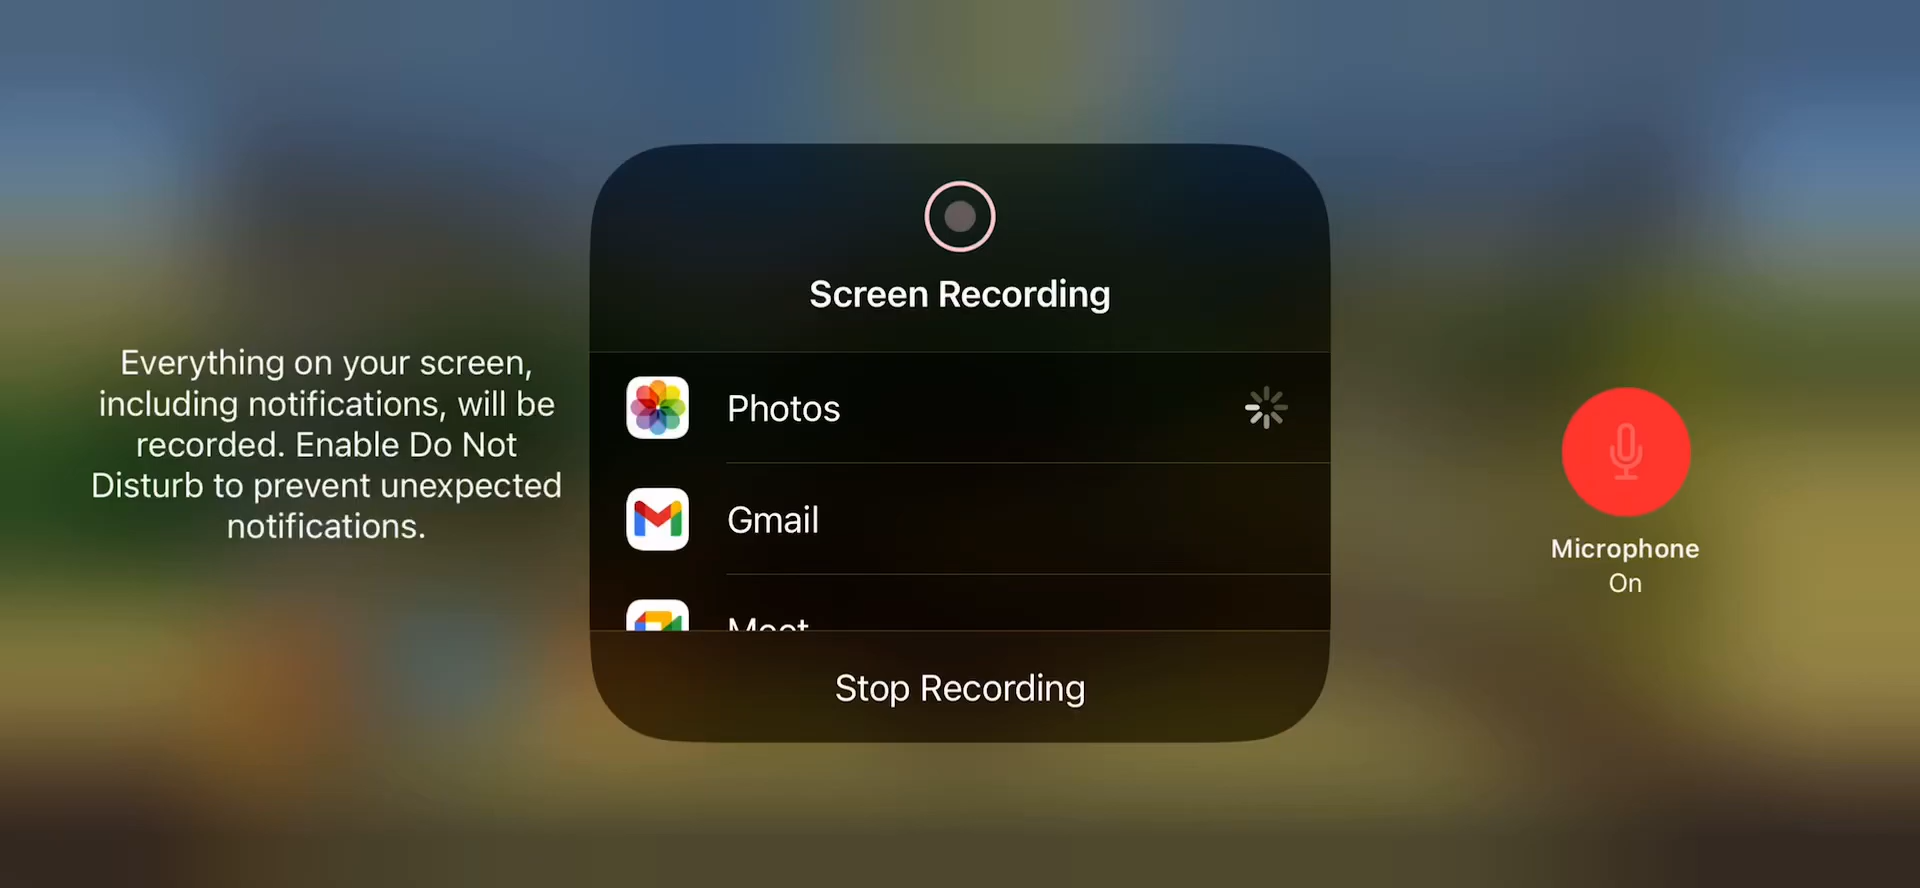 Screen Recording
Everything on your screen,
including notifications, will be
recorded. Enable Do Not
Disturb to prevent unexpected
notifications.
Photos
Gmail
Meet
Stop Recording
Microphone
On